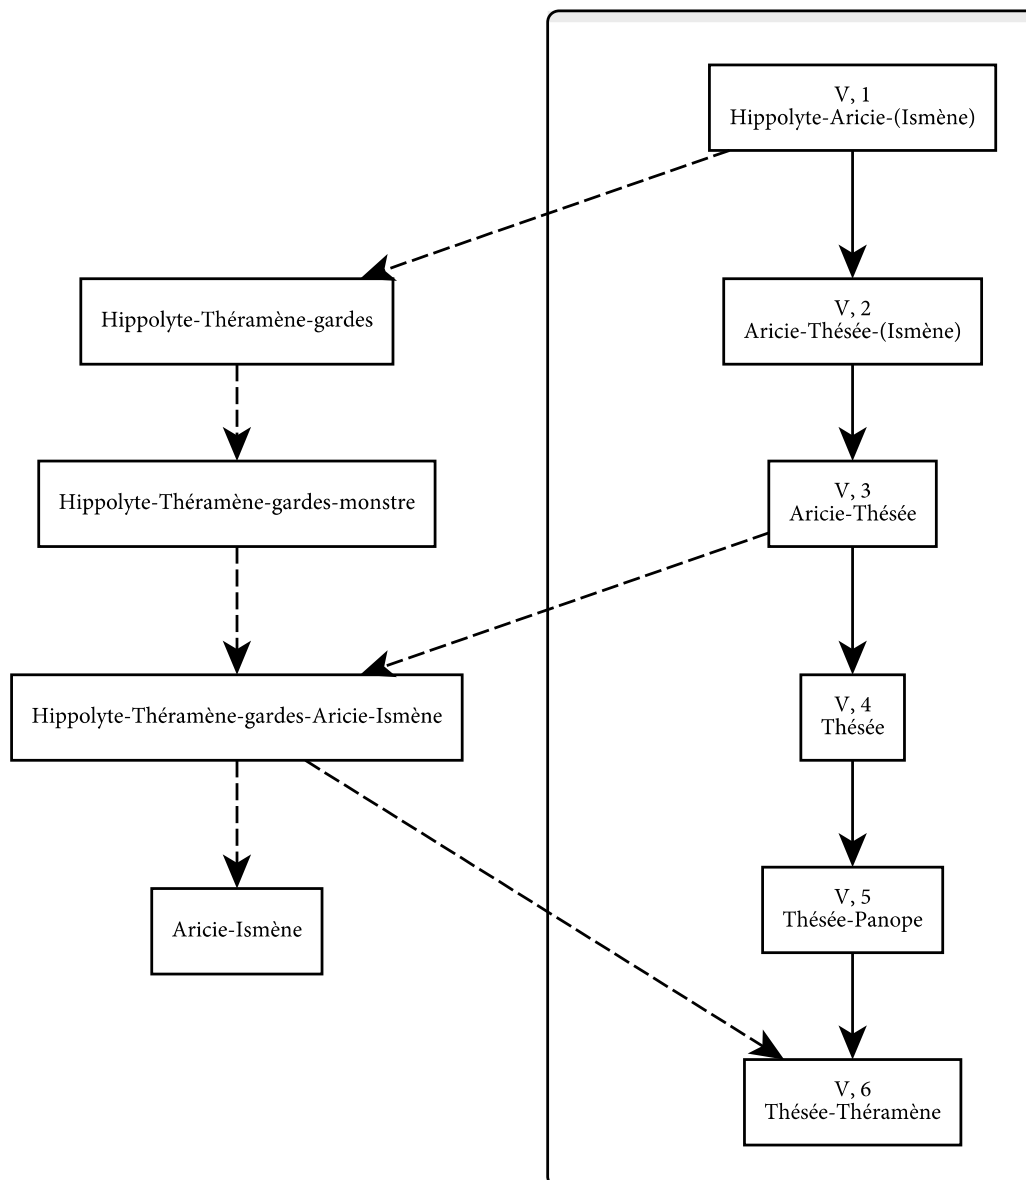 V, 1
Hippolyte-Aricie-(Ismène)
Hippolyte-Théramène-gardes
V, 2
Aricie-Thésée-(Ismène)
Hippolyte-Théramène-gardes-monstre
V, 3
Aricie-Thésée
Hippolyte-Théramène-gardes-Aricie-Ismène
V, 4
Thésée
Aricie-Ismène
V, 5
Thésée-Panope
V, 6
Thésée-Théramène